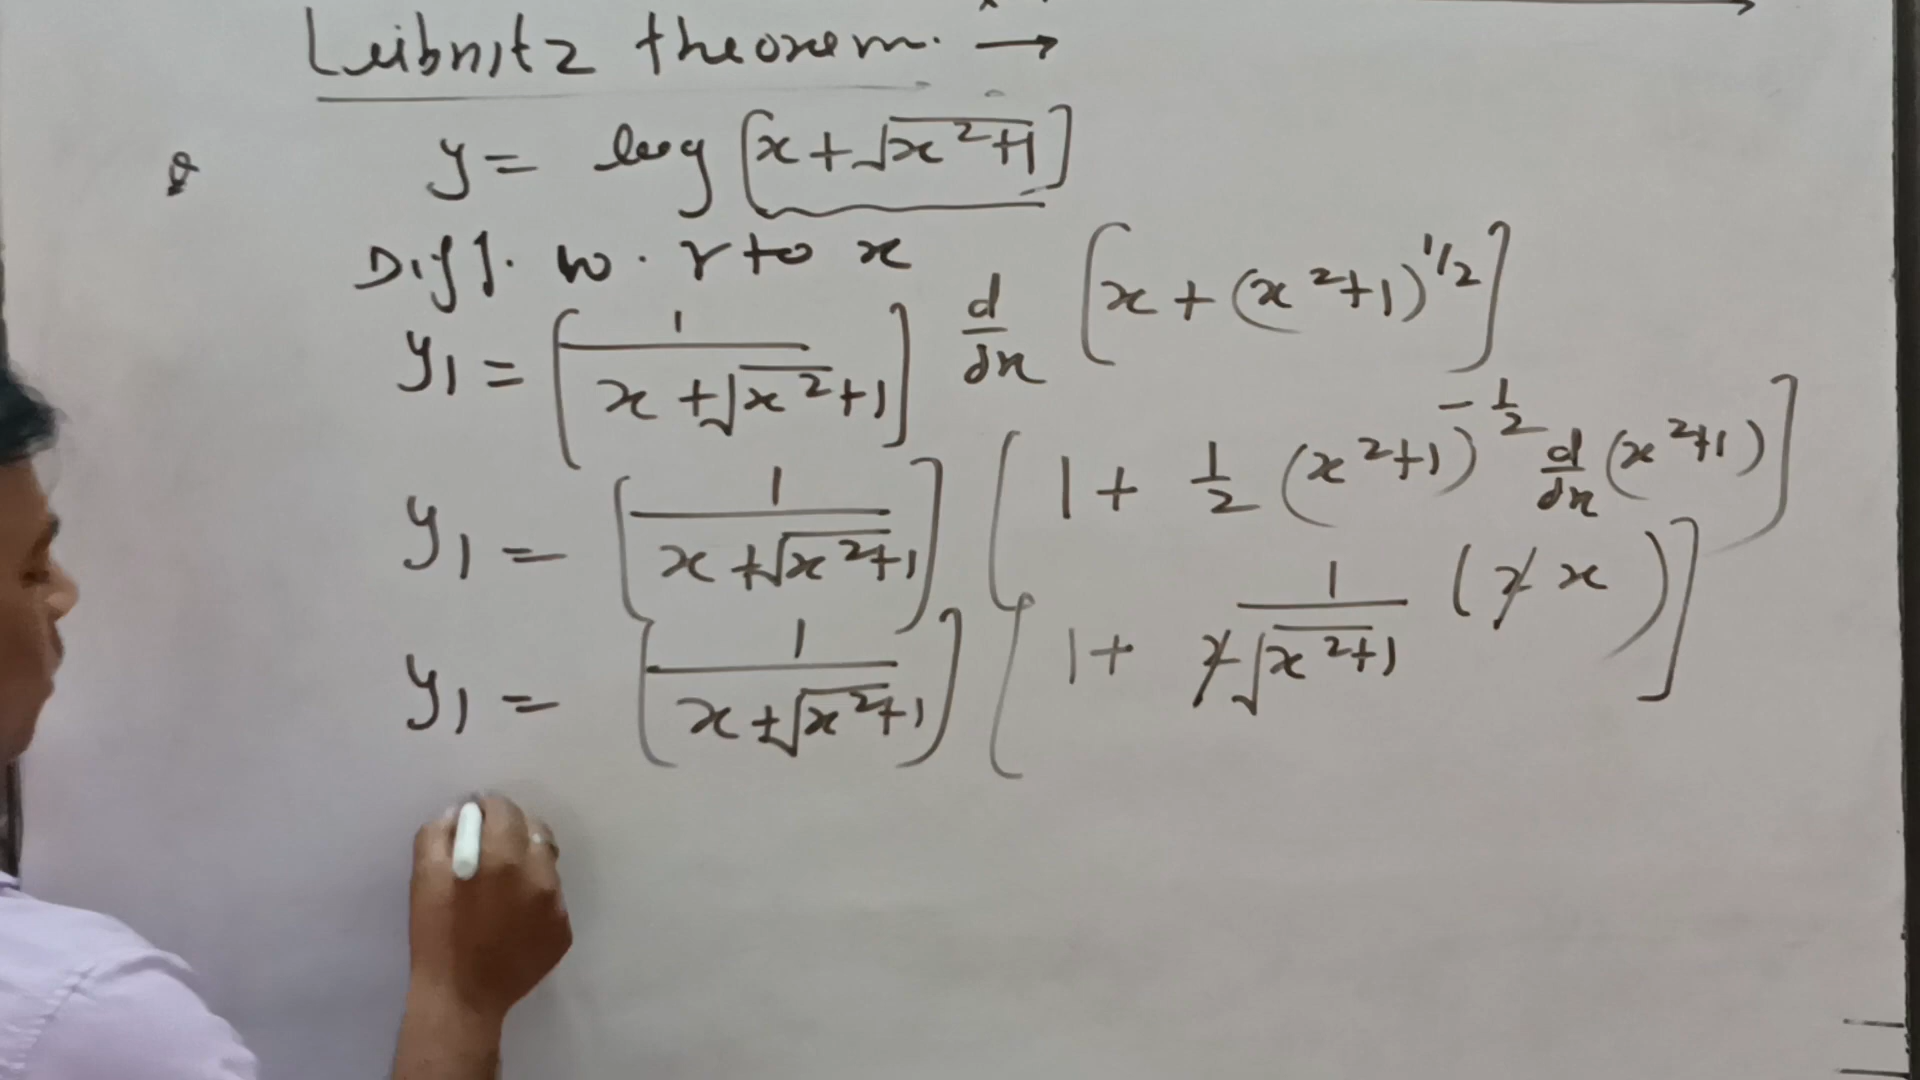 Leibnitz theorem. →
y = log [x + √x²+1]
Diff. w. r to x
y₁ = [1 / x + √x²+1] d/dx [x + (x²+1)^1/2]
y₁ = [1 / x + √x²+1] [1 + 1/2 (x²+1)^-1/2 d/dx (x²+1)]
y₁ = [1 / x + √x²+1] [1 + 1 / 2√x²+1 (2x)]